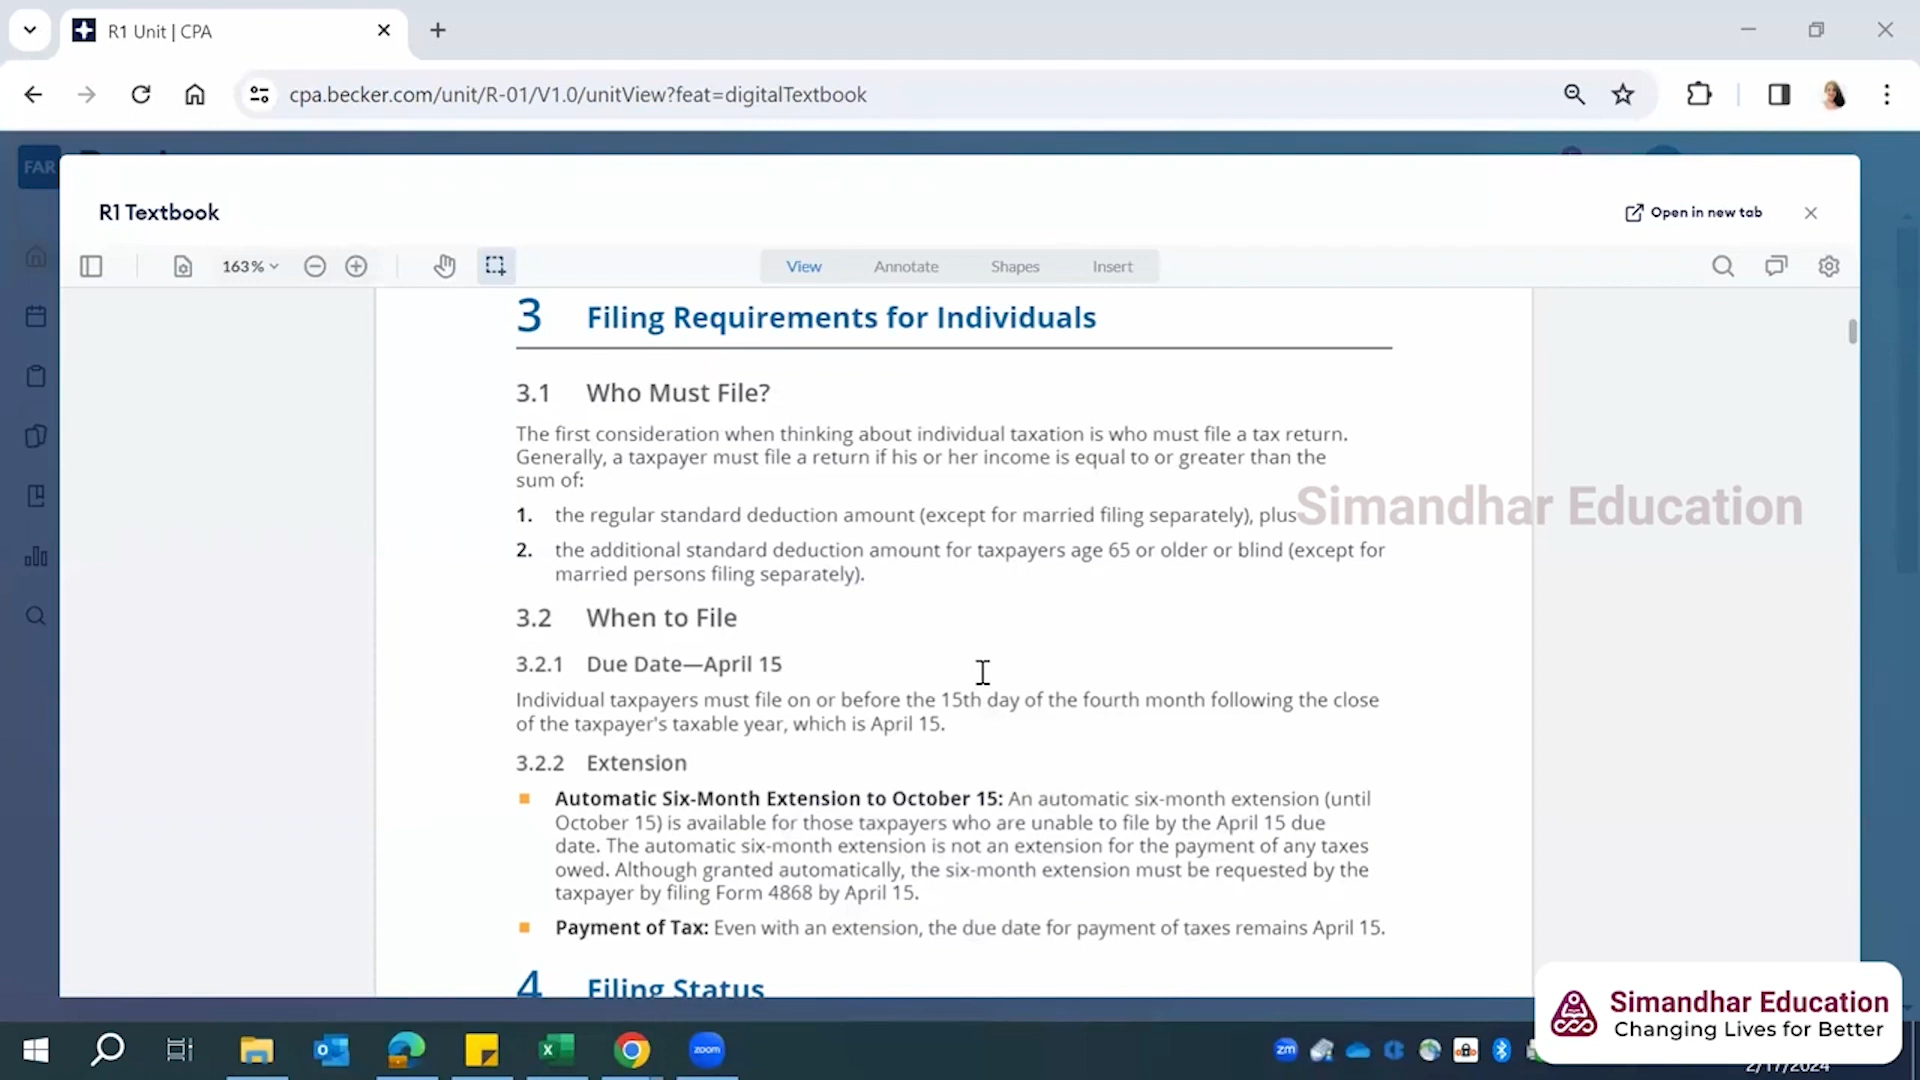 R1 Unit | CPA
cpa.becker.com/unit/R-01/V1.0/unitView?feat=digitalTextbook
FAR
R1 Textbook
Open in new tab
163%
View Annotate Shapes Insert
3 Filing Requirements for Individuals
3.1 Who Must File?
The first consideration when thinking about individual taxation is who must file a tax return.
Generally, a taxpayer must file a return if his or her income is equal to or greater than the
sum of:
1. the regular standard deduction amount (except for married filing separately), plus
Simandhar Education
2. the additional standard deduction amount for taxpayers age 65 or older or blind (except for
married persons filing separately).
3.2 When to File
3.2.1 Due Date—April 15
Individual taxpayers must file on or before the 15th day of the fourth month following the close
of the taxpayer's taxable year, which is April 15.
3.2.2 Extension
Automatic Six-Month Extension to October 15: An automatic six-month extension (until
October 15) is available for those taxpayers who are unable to file by the April 15 due
date. The automatic six-month extension is not an extension for the payment of any taxes
owed. Although granted automatically, the six-month extension must be requested by the
taxpayer by filing Form 4868 by April 15.
Payment of Tax: Even with an extension, the due date for payment of taxes remains April 15.
4 Filing Status
Simandhar Education
Changing Lives for Better
zoom
zm
2/17/2024